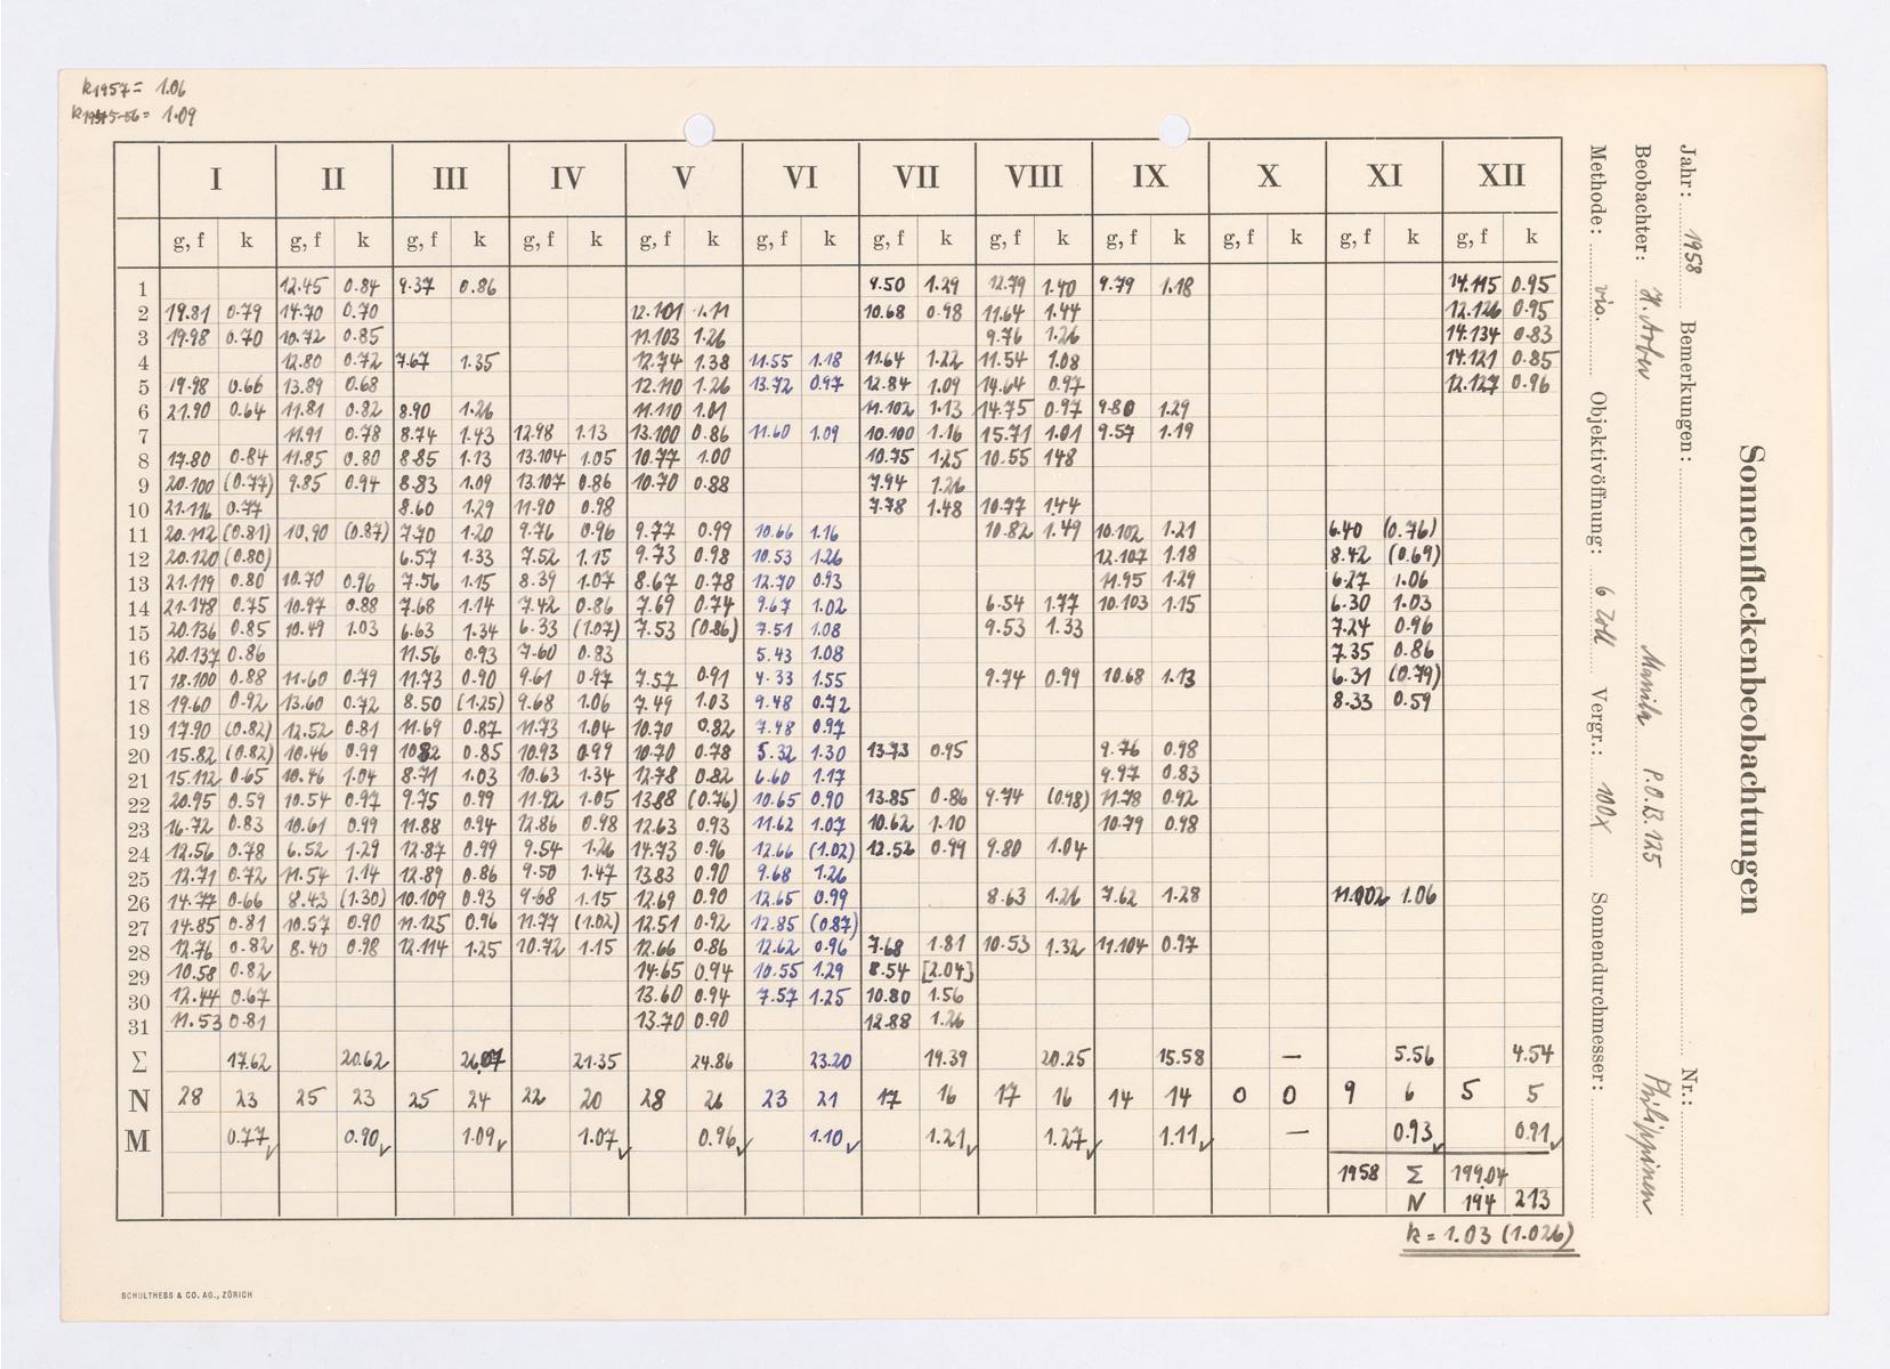 k1957 = 1.06
k1955-56 = 1.09
I II III IV V VI VII VIII IX X XI XII
g, f k g, f k g, f k g, f k g, f k g, f k g, f k g, f k g, f k g, f k g, f k g, f k
1 12.45 0.84 9.37 0.86 9.50 1.29 12.79 1.40 9.79 1.18 14.115 0.95
2 19.81 0.79 14.70 0.70 12.101 1.11 10.68 0.98 11.64 1.44 12.126 0.95
3 19.98 0.70 10.72 0.85 11.103 1.26 9.76 1.26 14.134 0.83
4 12.80 0.72 7.67 1.35 12.74 1.38 11.55 1.18 11.64 1.22 11.54 1.08 14.121 0.85
5 19.98 0.66 13.89 0.68 12.110 1.26 13.72 0.97 12.84 1.09 14.64 0.97 12.127 0.96
6 21.90 0.64 11.81 0.82 8.90 1.26 11.110 1.01 11.102 1.13 14.75 0.97 9.80 1.29
7 11.91 0.78 8.74 1.43 12.98 1.13 13.100 0.86 11.60 1.09 10.100 1.16 15.71 1.01 9.57 1.19
8 17.80 0.84 11.85 0.80 8.85 1.13 13.104 1.05 10.77 1.00 10.75 1.25 10.55 148
9 20.100 (0.77) 9.85 0.94 8.83 1.09 13.107 0.86 10.70 0.88 7.94 1.26
10 21.116 0.77 8.60 1.29 11.90 0.98 7.78 1.48 10.77 1.44
11 20.112 (0.81) 10.90 (0.87) 7.70 1.20 9.76 0.96 9.77 0.99 10.66 1.16 10.82 1.49 10.102 1.21 6.40 (0.76)
12 20.120 (0.80) 6.57 1.33 7.52 1.15 9.73 0.98 10.53 1.26 12.107 1.18 8.42 (0.69)
13 21.119 0.80 10.70 0.96 7.56 1.15 8.39 1.07 8.67 0.78 12.70 0.93 11.95 1.29 6.27 1.06
14 21.148 0.75 10.97 0.88 7.68 1.14 7.42 0.86 7.69 0.74 9.67 1.02 6.54 1.77 10.103 1.15 6.30 1.03
15 20.136 0.85 10.49 1.03 6.63 1.34 6.33 (1.07) 7.53 (0.86) 7.51 1.08 9.53 1.33 7.24 0.96
16 20.137 0.86 11.56 0.93 7.60 0.83 5.43 1.08 7.35 0.86
17 18.100 0.88 11.60 0.79 11.73 0.90 9.61 0.97 7.57 0.91 4.33 1.55 9.74 0.99 10.68 1.13 6.31 (0.79)
18 19.60 0.92 13.60 0.72 8.50 (1.25) 9.68 1.06 7.49 1.03 9.48 0.72 8.33 0.59
19 17.90 (0.82) 12.52 0.81 11.69 0.87 11.73 1.04 10.70 0.82 7.48 0.97
20 15.82 (0.82) 10.46 0.99 10.82 0.85 10.93 0.99 10.70 0.78 5.32 1.30 13.73 0.95 9.76 0.98
21 15.112 0.65 10.46 1.04 8.71 1.03 10.63 1.34 12.78 0.82 6.60 1.17 9.97 0.83
22 20.95 0.59 10.54 0.97 9.75 0.99 11.92 1.05 13.88 (0.76) 10.65 0.90 13.85 0.86 9.74 (0.98) 11.78 0.92
23 16.72 0.83 10.61 0.99 11.88 0.94 12.86 0.98 12.63 0.93 11.62 1.07 10.62 1.10 10.79 0.98
24 12.56 0.78 6.52 1.29 12.87 0.99 9.54 1.26 14.73 0.96 12.66 (1.02) 12.52 0.99 9.80 1.04
25 12.71 0.72 11.54 1.14 12.89 0.86 9.50 1.47 13.83 0.90 9.68 1.26
26 14.77 0.66 8.43 (1.30) 10.109 0.93 9.68 1.15 12.69 0.90 12.65 0.99 8.63 1.26 7.62 1.28 11.002 1.06
27 14.85 0.81 10.57 0.90 11.125 0.96 11.77 (1.02) 12.51 0.92 12.85 (0.87)
28 12.76 0.82 8.40 0.98 12.114 1.25 10.72 1.15 12.66 0.86 12.62 0.96 7.68 1.81 10.53 1.32 11.104 0.97
29 10.58 0.82 14.65 0.94 10.55 1.29 8.54 [2.04]
30 12.44 0.67 13.60 0.94 7.57 1.25 10.80 1.56
31 11.53 0.81 13.70 0.90 12.88 1.26
Σ 17.62 20.62 26.07 21.35 24.86 23.20 19.39 20.25 15.58 — 5.56 4.54
N 28 23 25 23 25 24 22 20 28 26 23 21 17 16 17 16 14 14 0 0 9 6 5 5
M 0.77✓ 0.90✓ 1.09✓ 1.07✓ 0.96✓ 1.10✓ 1.21✓ 1.27✓ 1.11✓ — 0.93✓ 0.91✓
1958 Σ 199.04
N 194 213
k = 1.03 (1.026)
SCHULTHESS & CO. AG., ZÜRICH
Sonnenfleckenbeobachtungen
Jahr: 1958 Bemerkungen: Nr.:
Beobachter: Manila P.O.B. 125 Philippinen
Methode: vis. Objektivöffnung: 6 Zoll Vergr.: 100x Sonnendurchmesser: